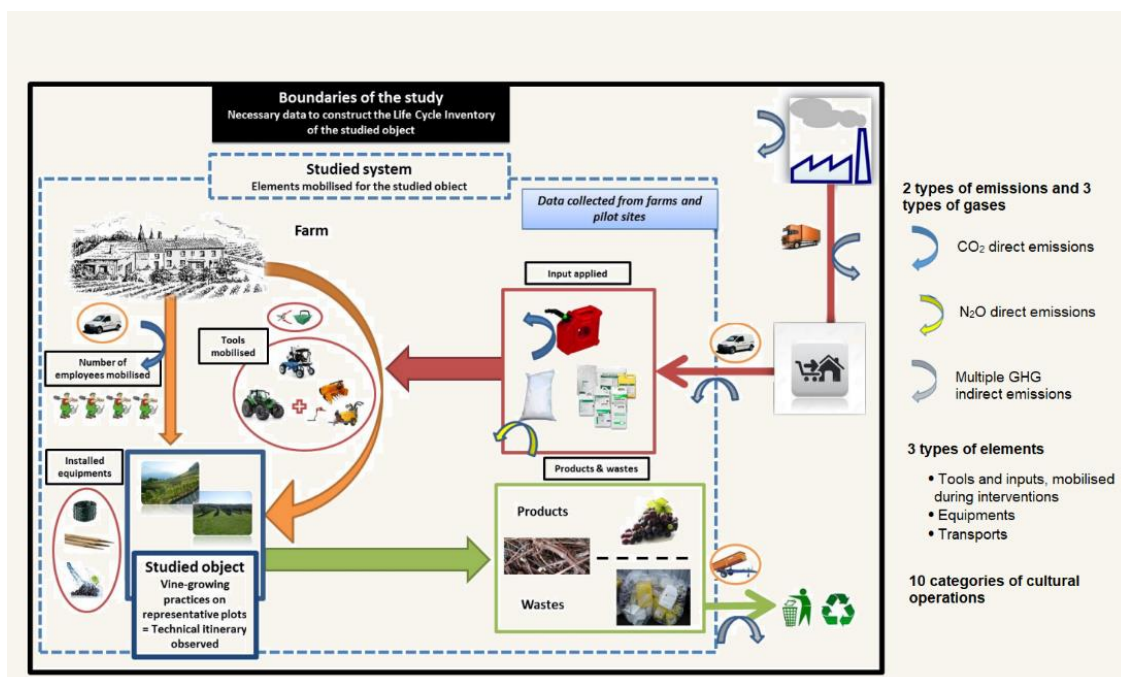 Boundaries of the study
Necessary data to construct the Life Cycle Inventory
of the studied object
Studied system
Elements mobilised for the studied object
Data collected from farms and
pilot sites
Farm
Input applied
Tools
mobilised
Number of
employees mobilised
Installed
equipments
Products & wastes
Products
Wastes
Studied object
Vine-growing
practices on
representative plots
= Technical itinerary
observed
2 types of emissions and 3
types of gases
CO₂ direct emissions
N₂O direct emissions
Multiple GHG
indirect emissions
3 types of elements
• Tools and inputs, mobilised
during interventions
• Equipments
• Transports
10 categories of cultural
operations